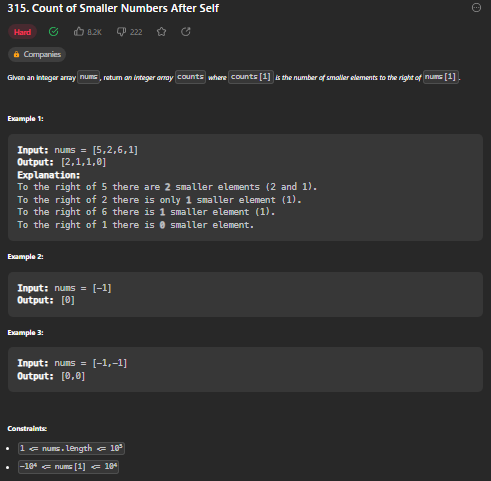 315. Count of Smaller Numbers After Self
Hard 8.2K 222
Companies
Given an integer array nums, return an integer array counts where counts[i] is the number of smaller elements to the right of nums[i].
Example 1:
Input: nums = [5,2,6,1]
Output: [2,1,1,0]
Explanation:
To the right of 5 there are 2 smaller elements (2 and 1).
To the right of 2 there is only 1 smaller element (1).
To the right of 6 there is 1 smaller element (1).
To the right of 1 there is 0 smaller element.
Example 2:
Input: nums = [-1]
Output: [0]
Example 3:
Input: nums = [-1,-1]
Output: [0,0]
Constraints:
• 1 <= nums.length <= 10⁵
• -10⁴ <= nums[i] <= 10⁴